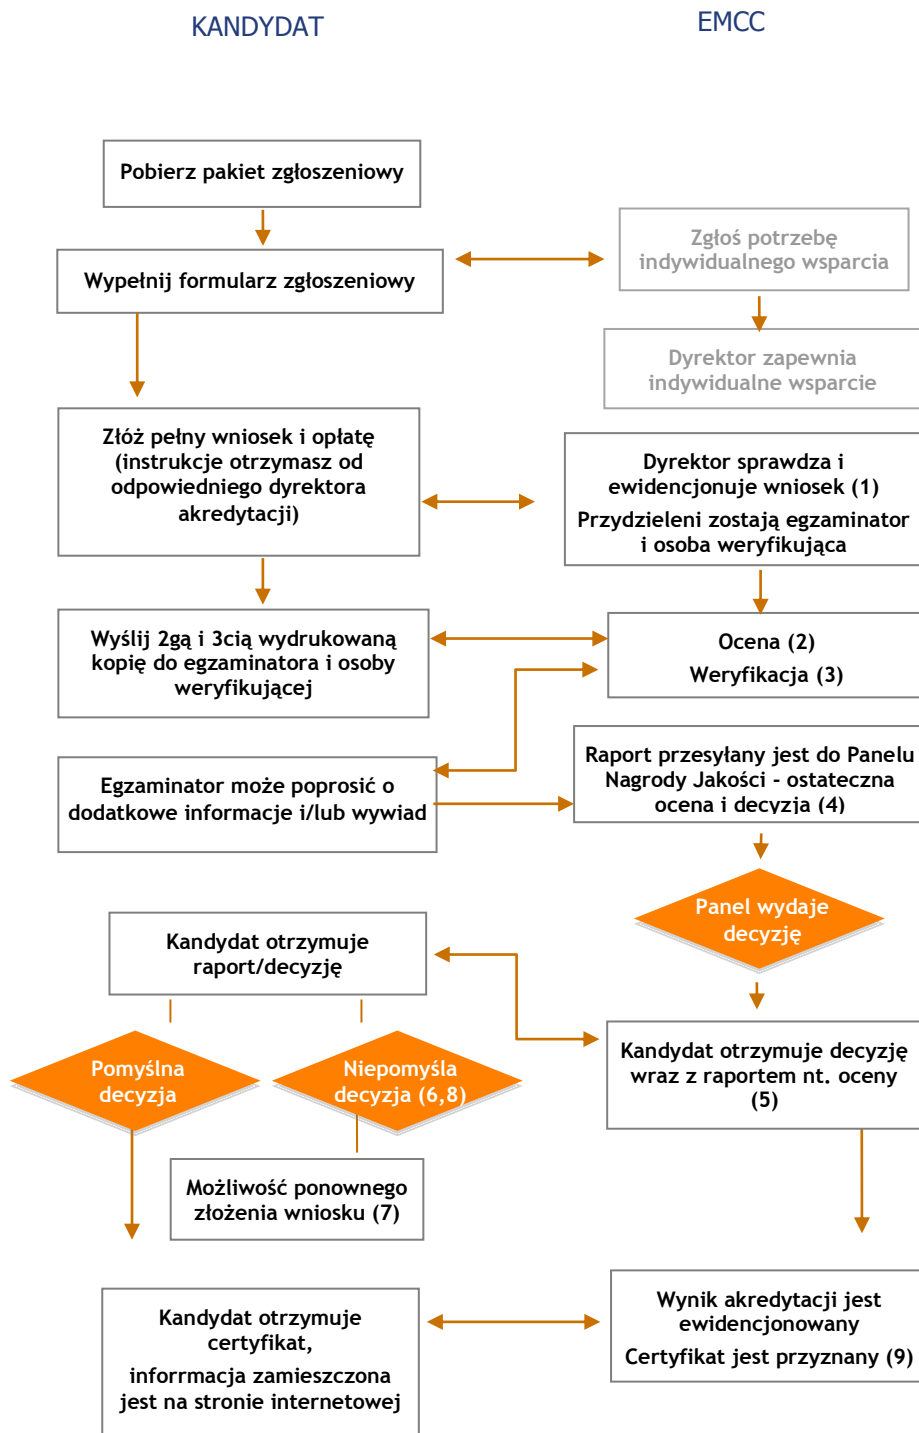 KANDYDAT
EMCC
Pobierz pakiet zgłoszeniowy
Zgłoś potrzebę
indywidualnego wsparcia
Wypełnij formularz zgłoszeniowy
Dyrektor zapewnia
indywidualne wsparcie
Złóż pełny wniosek i opłatę
(instrukcje otrzymasz od
odpowiedniego dyrektora
akredytacji)
Dyrektor sprawdza i
ewidencjonuje wniosek (1)
Przydzieleni zostają egzaminator
i osoba weryfikująca
Wyślij 2gą i 3cią wydrukowaną
kopię do egzaminatora i osoby
weryfikującej
Ocena (2)
Weryfikacja (3)
Egzaminator może poprosić o
dodatkowe informacje i/lub wywiad
Raport przesyłany jest do Panelu
Nagrody Jakości - ostateczna
ocena i decyzja (4)
Panel wydaje
decyzję
Kandydat otrzymuje
raport/decyzję
Kandydat otrzymuje decyzję
wraz z raportem nt. oceny
(5)
Pomyślna
decyzja
Niepomyśla
decyzja (6,8)
Możliwość ponownego
złożenia wniosku (7)
Kandydat otrzymuje
certyfikat,
inforrmacja zamieszczona
jest na stronie internetowej
Wynik akredytacji jest
ewidencjonowany
Certyfikat jest przyznany (9)